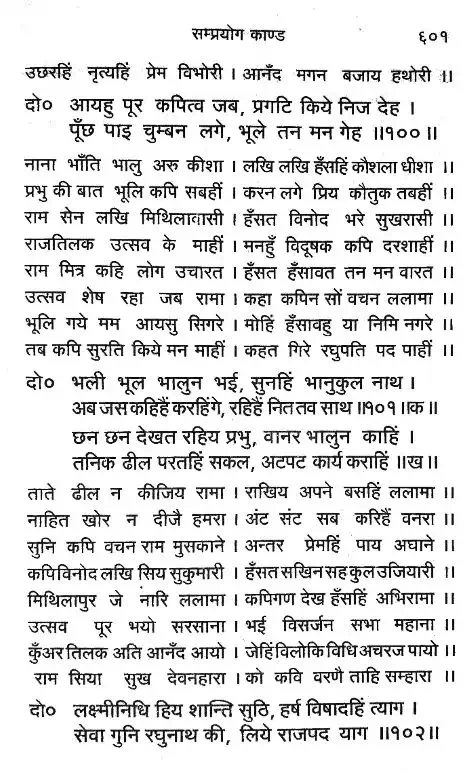 सम्प्रयोग काण्ड ६०१
उछरहिं नृत्यहिं प्रेम विभोरी । आनँद मगन बजाय हथोरी ॥
दो० आयहु पूर कपित्व जब, प्रगटि किये निज देह ।
पूँछ पाइ चुम्बन लगे, भूले तन मन गेह ॥१००॥
नाना भाँति भालु अरु कीशा । लखि लखि हँसहिं कौशला धीशा ॥
प्रभु की बात भूलि कपि सबहीं । करन लगे प्रिय कौतुक तबहीं ॥
राम सेन लखि मिथिलावासी । हँसत विनोद भरे सुखरासी ॥
राजतिलक उत्सव के माहीं । मनहुँ विदूषक कपि दरशाहीं ॥
राम मित्र कहि लोग उचारत । हँसत हँसावत तन मन वारत ॥
उत्सव शेष रहा जब रामा । कहा कपिन सों वचन ललामा ॥
भूलि गये मम आयसु सिगरे । मोहिं हँसावहु या निमि नगरे ॥
तब कपि सुरति किये मन माहीं । कहत गिरे रघुपति पद पाहीं ॥
दो० भली भूल भालुन भई, सुनहिं भानुकुल नाथ ।
अब जस कहिहैं करहिंगे, रहिहैं नित तव साथ ॥१०१॥क॥
छन छन देखत रहिय प्रभु, वानर भालुन काहिं ।
तनिक ढील परतहिं सकल, अटपट कार्य कराहिं ॥ख॥
ताते ढील न कीजिय रामा । राखिय अपने बसहिं ललामा ॥
नाहित खोर न दीजै हमरा । अंट संट सब करिहैं वनरा ॥
सुनि कपि वचन राम मुसकाने । अन्तर प्रेमहिं पाय अघाने ॥
कपि विनोद लखि सिय सुकुमारी । हँसत सखिन सह कुल उजियारी ॥
मिथिलापुर जे नारि ललामा । कपिगण देख हँसहिं अभिरामा ॥
उत्सव पूर भयो सरसाना । भई विसर्जन सभा महाना ॥
कुँअर तिलक अति आनँद आयो । जेहिं विलोकि विधि अचरज पायो ॥
राम सिया सुख देवनहारा । को कवि वरणै ताहि सम्हारा ॥
दो० लक्ष्मीनिधि हिय शान्ति सुठि, हर्ष विषादहिं त्याग ।
सेवा गुनि रघुनाथ की, लिये राजपद याग ॥१०२॥